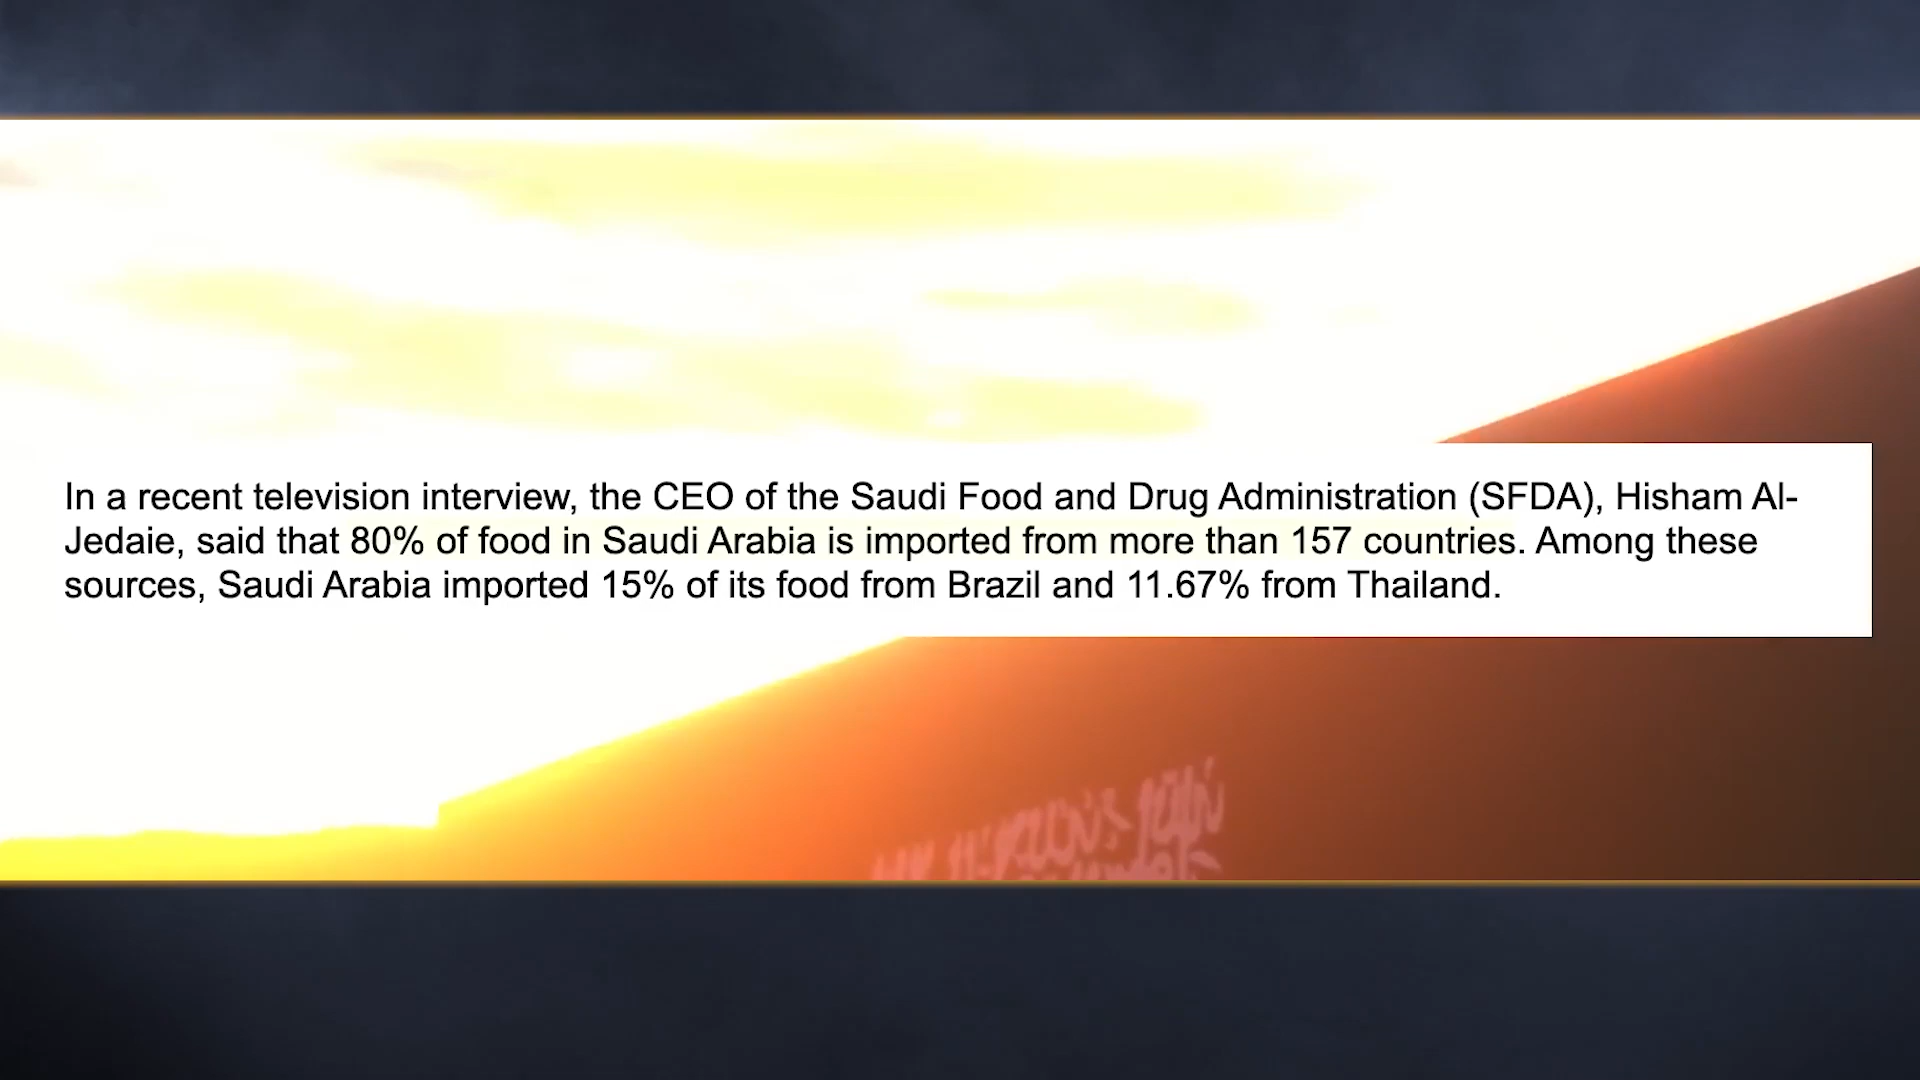 In a recent television interview, the CEO of the Saudi Food and Drug Administration (SFDA), Hisham Al-
Jedaie, said that 80% of food in Saudi Arabia is imported from more than 157 countries. Among these
sources, Saudi Arabia imported 15% of its food from Brazil and 11.67% from Thailand.